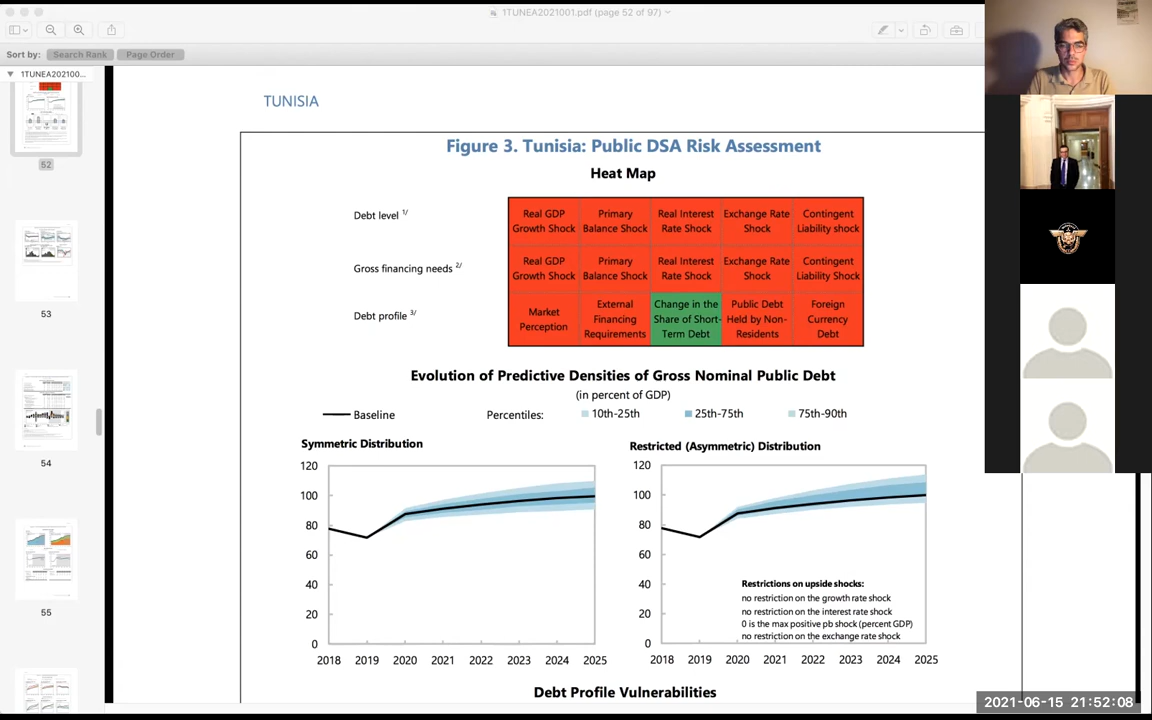 1TUNEA2021001.pdf (page 52 of 97)
Sort by: Search Rank Page Order
1TUNEA202100...
52
53
54
55
TUNISIA
Figure 3. Tunisia: Public DSA Risk Assessment
Heat Map
Debt level 1/
Real GDP Growth Shock
Primary Balance Shock
Real Interest Rate Shock
Exchange Rate Shock
Contingent Liability shock
Gross financing needs 2/
Real GDP Growth Shock
Primary Balance Shock
Real Interest Rate Shock
Exchange Rate Shock
Contingent Liability Shock
Debt profile 3/
Market Perception
External Financing Requirements
Change in the Share of Short-Term Debt
Public Debt Held by Non-Residents
Foreign Currency Debt
Evolution of Predictive Densities of Gross Nominal Public Debt
(in percent of GDP)
Baseline Percentiles: 10th-25th 25th-75th 75th-90th
Symmetric Distribution
120
100
80
60
40
20
0
2018 2019 2020 2021 2022 2023 2024 2025
Restricted (Asymmetric) Distribution
120
100
80
60
40
20
0
Restrictions on upside shocks:
no restriction on the growth rate shock
no restriction on the interest rate shock
0 is the max positive pb shock (percent GDP)
no restriction on the exchange rate shock
2018 2019 2020 2021 2022 2023 2024 2025
Debt Profile Vulnerabilities
2021-06-15 21:52:08